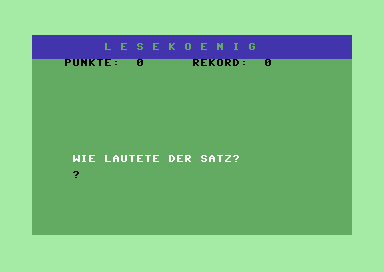 L E S E K O E N I G
PUNKTE: 0 REKORD: 0
WIE LAUTETE DER SATZ?
?